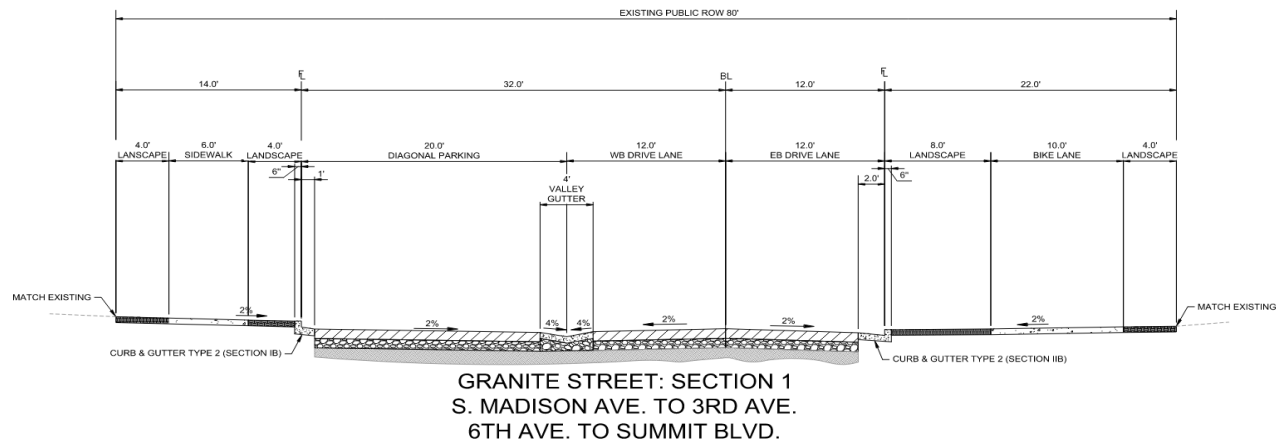 EXISTING PUBLIC ROW 80'
FL
BL
FL
14.0'
32.0'
12.0'
22.0'
4.0'
LANSCAPE
6.0'
SIDEWALK
4.0'
LANDSCAPE
20.0'
DIAGONAL PARKING
12.0'
WB DRIVE LANE
12.0'
EB DRIVE LANE
8.0'
LANDSCAPE
10.0'
BIKE LANE
4.0'
LANDSCAPE
6"
1'
4'
VALLEY
GUTTER
2.0'
6"
MATCH EXISTING
2%
2%
4%
4%
2%
2%
2%
MATCH EXISTING
CURB & GUTTER TYPE 2 (SECTION IB)
CURB & GUTTER TYPE 2 (SECTION IIB)
GRANITE STREET: SECTION 1
S. MADISON AVE. TO 3RD AVE.
6TH AVE. TO SUMMIT BLVD.